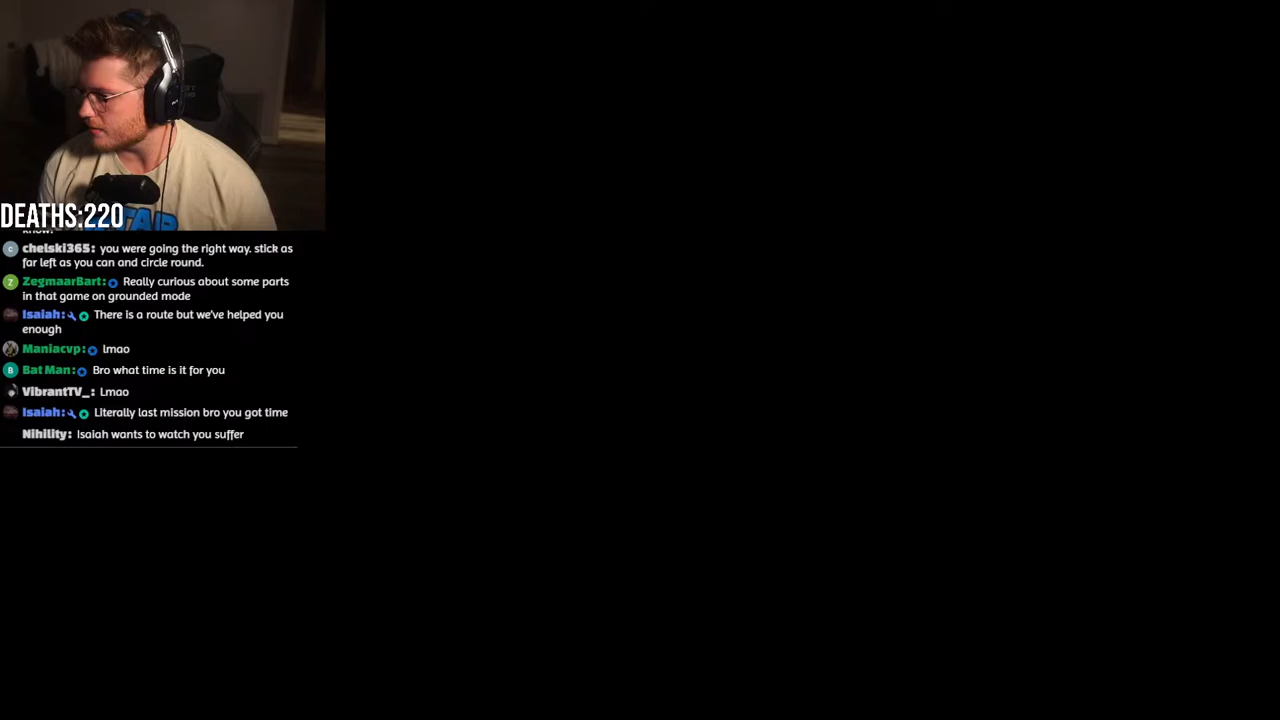 DEATHS:220
know?
chelski365: you were going the right way. stick as
far left as you can and circle round.
ZegmaarBart: Really curious about some parts
in that game on grounded mode
Isaiah: There is a route but we've helped you
enough
Maniacvp: lmao
Bat Man: Bro what time is it for you
VibrantTV_: Lmao
Isaiah: Literally last mission bro you got time
Nihility: Isaiah wants to watch you suffer